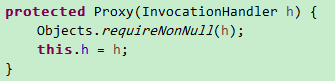 protected Proxy(InvocationHandler h) {
    Objects.requireNonNull(h);
    this.h = h;
}